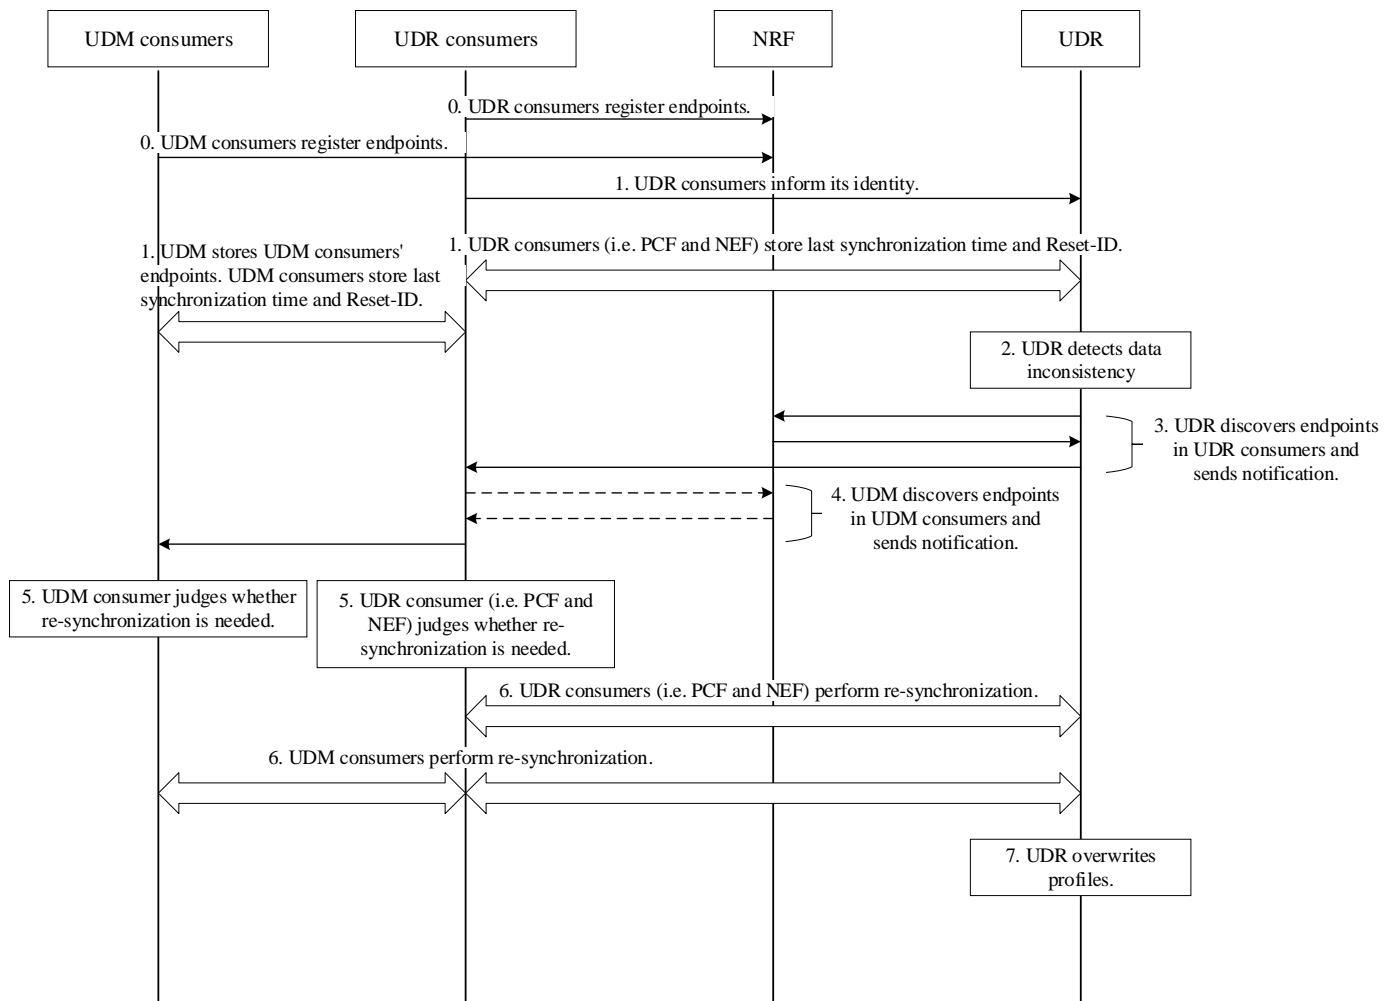 UDM consumers
UDR consumers
NRF
UDR
0. UDR consumers register endpoints.
0. UDM consumers register endpoints.
1. UDR consumers inform its identity.
1. UDM stores UDM consumers'
endpoints. UDM consumers store last
synchronization time and Reset-ID.
1. UDR consumers (i.e. PCF and NEF) store last synchronization time and Reset-ID.
2. UDR detects data
inconsistency
3. UDR discovers endpoints
in UDR consumers and
sends notification.
4. UDM discovers endpoints
in UDM consumers and
sends notification.
5. UDM consumer judges whether
re-synchronization is needed.
5. UDR consumer (i.e. PCF and
NEF) judges whether re-
synchronization is needed.
6. UDR consumers (i.e. PCF and NEF) perform re-synchronization.
6. UDM consumers perform re-synchronization.
7. UDR overwrites
profiles.